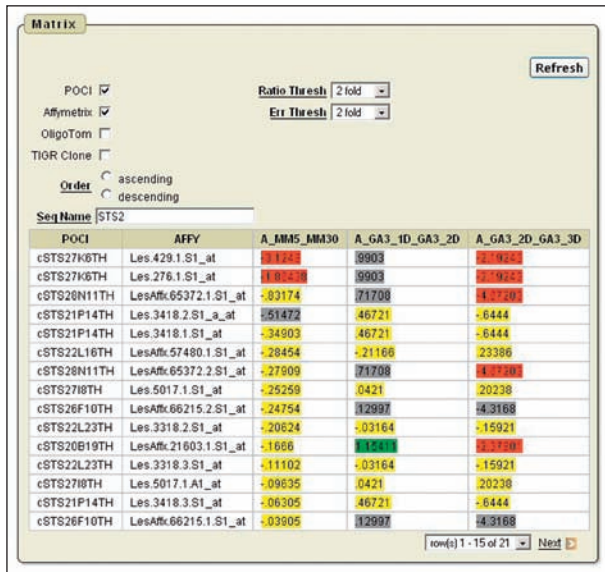 Matrix
Refresh
POCI Ratio Thresh 2 fold
Affymetrix Err Thresh 2 fold
OligoTom
TIGR Clone
Order ascending
descending
Seq Name STS2
POCI AFFY A_MM5_MM30 A_GA3_1D_GA3_2D A_GA3_2D_GA3_3D
cSTS27K6TH Les.429.1.S1_at .9903
cSTS27K6TH Les.276.1.S1_at .9903
cSTS28N11TH LesAffx.65372.1.S1_at -.83174 .71708
cSTS21P14TH Les.3418.2.S1_a_at -.51472 .46721 -.6444
cSTS21P14TH Les.3418.1.S1_at -.34903 .46721 -.6444
cSTS22L16TH LesAffx.57480.1.S1_at -.28454 -.21166 .23386
cSTS28N11TH LesAffx.65372.2.S1_at -.27909 .71708
cSTS27I8TH Les.5017.1.S1_at -.25259 .0421 .20238
cSTS26F10TH LesAffx.66215.2.S1_at -.24754 .12997 -4.3168
cSTS22L23TH Les.3318.2.S1_at -.20624 -.03164 -.15921
cSTS20B19TH LesAffx.21603.1.S1_at -.1666
cSTS22L23TH Les.3318.3.S1_at -.11102 -.03164 -.15921
cSTS27I8TH Les.5017.1.A1_at -.09635 .0421 .20238
cSTS21P14TH Les.3418.3.S1_at -.06305 .46721 -.6444
cSTS26F10TH LesAffx.66215.1.S1_at -.03905 .12997 -4.3168
row(s) 1 - 15 of 21 Next